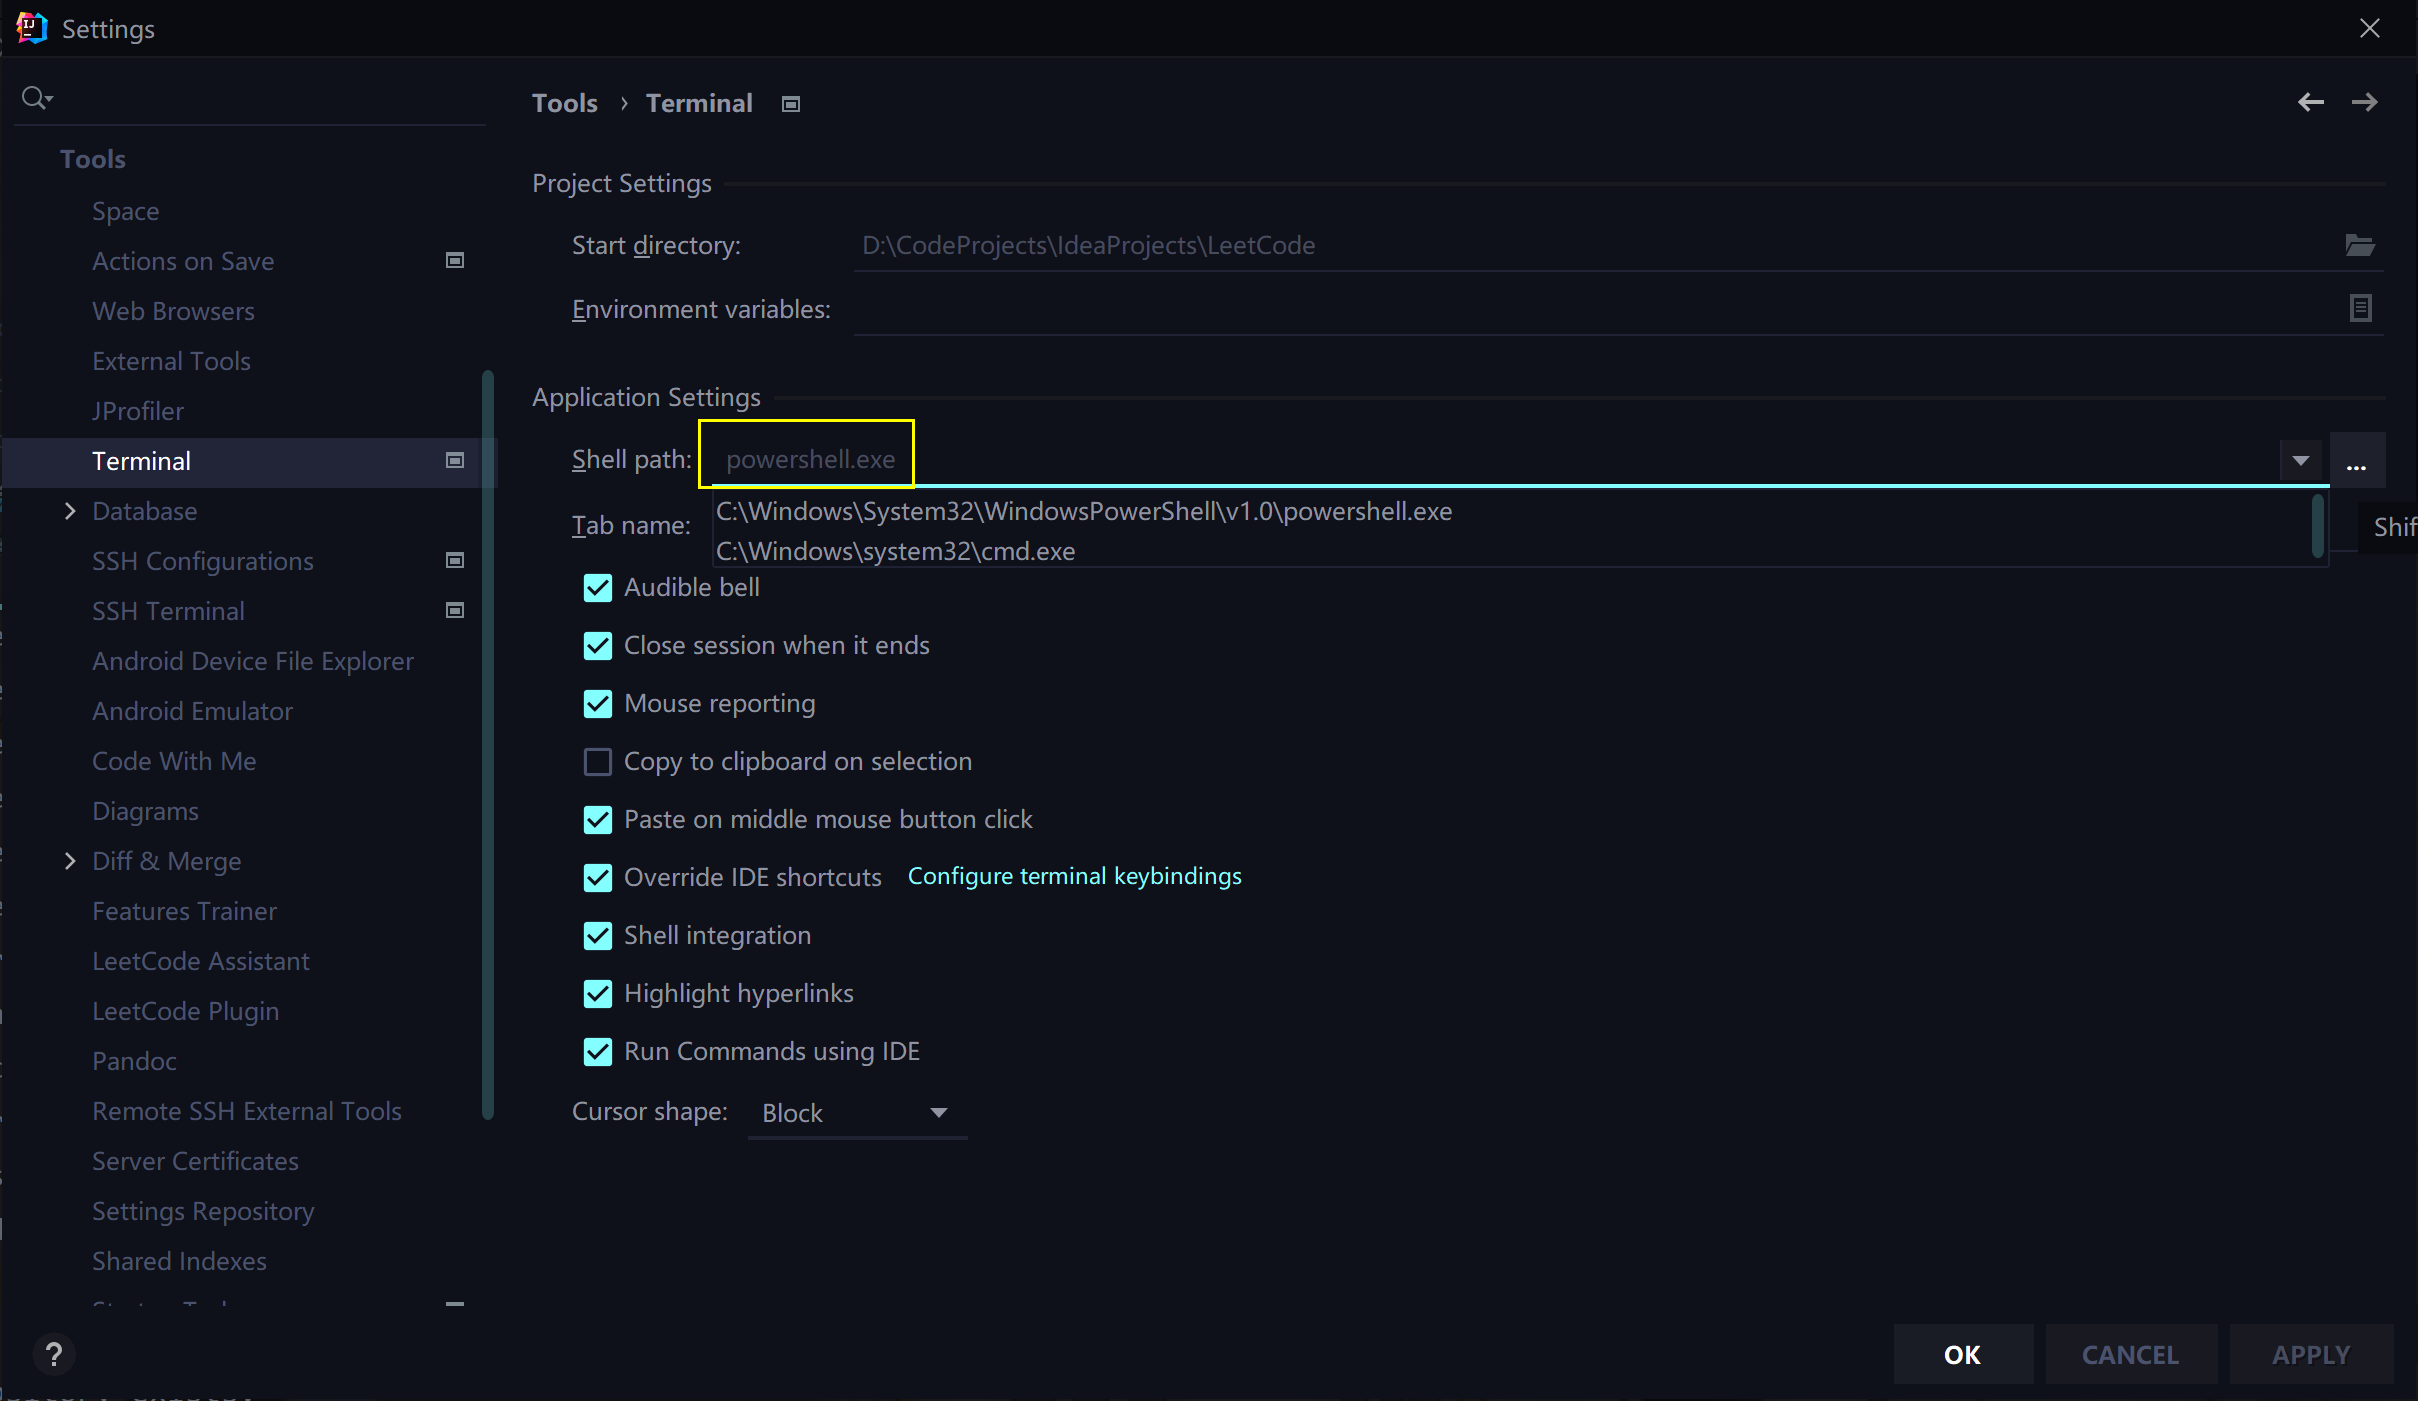 Settings
Tools
Space
Actions on Save
Web Browsers
External Tools
JProfiler
Terminal
Database
SSH Configurations
SSH Terminal
Android Device File Explorer
Android Emulator
Code With Me
Diagrams
Diff & Merge
Features Trainer
LeetCode Assistant
LeetCode Plugin
Pandoc
Remote SSH External Tools
Server Certificates
Settings Repository
Shared Indexes
Tools › Terminal
Project Settings
Start directory: D:\CodeProjects\IdeaProjects\LeetCode
Environment variables:
Application Settings
Shell path: powershell.exe ...
C:\Windows\System32\WindowsPowerShell\v1.0\powershell.exe
Tab name:
Shif
C:\Windows\system32\cmd.exe
Audible bell
Close session when it ends
Mouse reporting
Copy to clipboard on selection
Paste on middle mouse button click
Override IDE shortcuts Configure terminal keybindings
Shell integration
Highlight hyperlinks
Run Commands using IDE
Cursor shape: Block
?
OK CANCEL APPLY